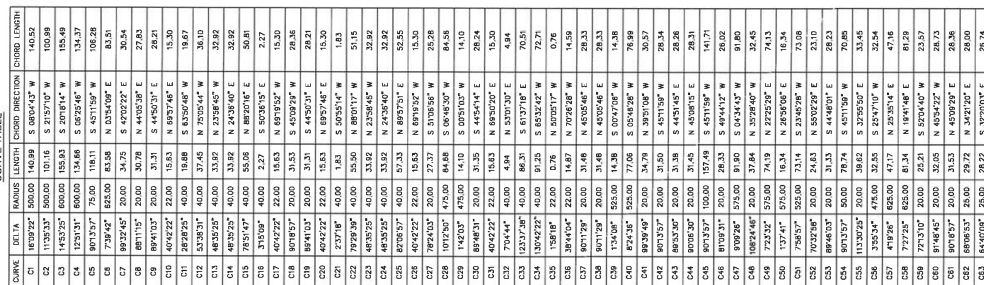 CURVE DELTA RADIUS LENGTH CHORD DIRECTION CHORD LENGTH
C1 16°09'22" 500.00 140.99 S 08°04'43" W 140.52
C2 11°35'33" 500.00 101.16 S 21°57'10" W 100.99
C3 14°53'25" 600.00 155.93 S 20°18'14" W 155.49
C4 12°51'31" 600.00 134.66 S 06°25'46" W 134.37
C5 90°13'57" 75.00 118.11 S 45°11'59" W 106.28
C6 7°39'42" 625.00 83.58 N 03°54'09" E 83.51
C7 99°32'45" 20.00 34.75 S 42°02'22" E 30.54
C8 88°11'15" 20.00 30.78 N 44°05'38" E 27.83
C9 89°41'03" 20.00 31.31 S 44°50'31" E 28.21
C10 40°42'22" 22.00 15.63 N 69°57'46" E 15.30
C11 28°28'25" 40.00 19.88 N 63°50'48" E 19.67
C12 53°38'31" 40.00 37.45 N 75°05'44" W 36.10
C13 48°35'25" 40.00 33.92 N 23°58'45" W 32.92
C14 48°35'25" 40.00 33.92 N 24°36'40" E 32.92
C15 78°51'47" 40.00 55.06 N 88°20'16" E 50.81
C16 3°15'09" 40.00 2.27 S 50°36'15" E 2.27
C17 40°42'22" 22.00 15.63 N 69°19'52" W 15.30
C18 90°18'57" 20.00 31.53 S 45°09'29" W 28.36
C19 89°41'03" 20.00 31.31 S 44°50'31" E 28.21
C20 40°42'22" 22.00 15.63 N 69°57'46" E 15.30
C21 2°37'18" 40.00 1.83 S 50°55'14" W 1.83
C22 79°29'39" 40.00 55.50 N 88°01'17" W 51.15
C23 48°35'25" 40.00 33.92 N 23°58'45" W 32.92
C24 48°35'25" 40.00 33.92 N 24°36'40" E 32.92
C25 82°06'57" 40.00 57.33 N 89°57'51" E 52.55
C26 40°42'22" 22.00 15.63 N 69°19'52" W 15.30
C27 78°24'03" 20.00 27.37 S 51°06'56" W 25.28
C28 10°12'50" 475.00 84.68 S 06°48'30" W 84.56
C29 1°42'03" 475.00 14.10 S 00°51'03" W 14.10
C30 89°48'31" 20.00 31.35 S 44°54'14" E 28.24
C31 40°42'22" 22.00 15.63 N 69°50'20" E 15.30
C32 7°04'44" 40.00 4.94 N 53°01'30" E 4.94
C33 123°37'38" 40.00 86.31 S 61°37'18" E 70.51
C34 130°42'22" 40.00 91.25 S 65°32'42" W 72.71
C35 1°58'18" 22.00 0.76 N 0.76
C36 38°44'04" 22.00 14.87 N 70°28'26" W 14.59
C37 90°11'29" 20.00 31.48 N 45°05'46" E 28.33
C38 90°11'29" 20.00 31.48 N 45°05'46" E 28.33
C39 1°34'08" 525.00 14.38 S 00°47'06" W 14.38
C40 8°24'36" 525.00 77.06 S 05°46'26" W 76.99
C41 99°39'49" 20.00 34.79 S 39°51'06" E 30.57
C42 90°13'57" 20.00 31.50 S 45°11'59" W 28.34
C43 89°53'30" 20.00 31.38 S 44°51'45" E 28.26
C44 90°06'30" 20.00 31.45 N 45°08'15" E 28.31
C45 90°13'57" 100.00 157.49 S 45°11'59" W 141.71
C46 81°09'31" 20.00 28.33 S 49°44'12" W 26.02
C47 9°09'26" 575.00 91.90 S 04°34'43" W 91.80
C48 108°24'46" 20.00 37.84 N 32.45
C49 7°23'32" 575.00 74.19 N 22°25'29" E 74.13
C50 1°37'41" 575.00 16.34 N 26°56'06" E 16.34
C51 7°58'57" 525.00 73.14 S 23°45'28" W 73.08
C52 70°32'58" 20.00 24.63 S 55°02'29" E 23.10
C53 89°46'03" 20.00 31.33 N 44°48'01" W 28.23
C54 90°13'57" 50.00 78.74 S 45°11'59" W 70.85
C55 113°30'25" 20.00 39.62 S 32°55'50" E 33.45
C56 3°55'34" 475.00 32.55 S 22°47'10" W 32.54
C57 4°19'26" 625.00 47.17 N 25°35'14" E 47.16
C58 7°27'25" 625.00 81.34 N 19°41'48" E 81.29
C59 72°13'10" 20.00 25.21 S 52°04'40" W 23.57
C60 91°48'45" 20.00 32.05 N 45°54'22" W 28.73
C61 90°18'57" 20.00 31.53 S 45°09'29" E 28.36
C62 68°06'53" 25.00 29.72 S 34°21'20" E 28.00